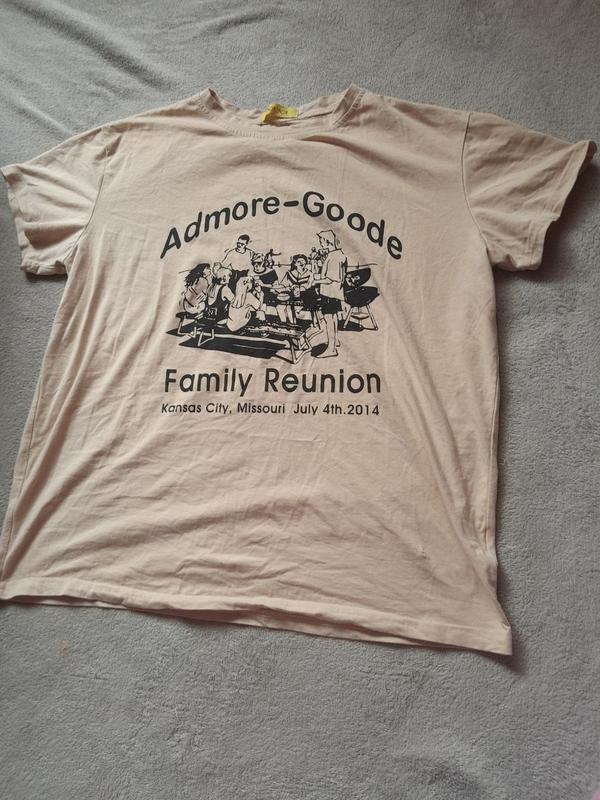 Admore-Goode
Family Reunion
Kansas City, Missouri July 4th.2014